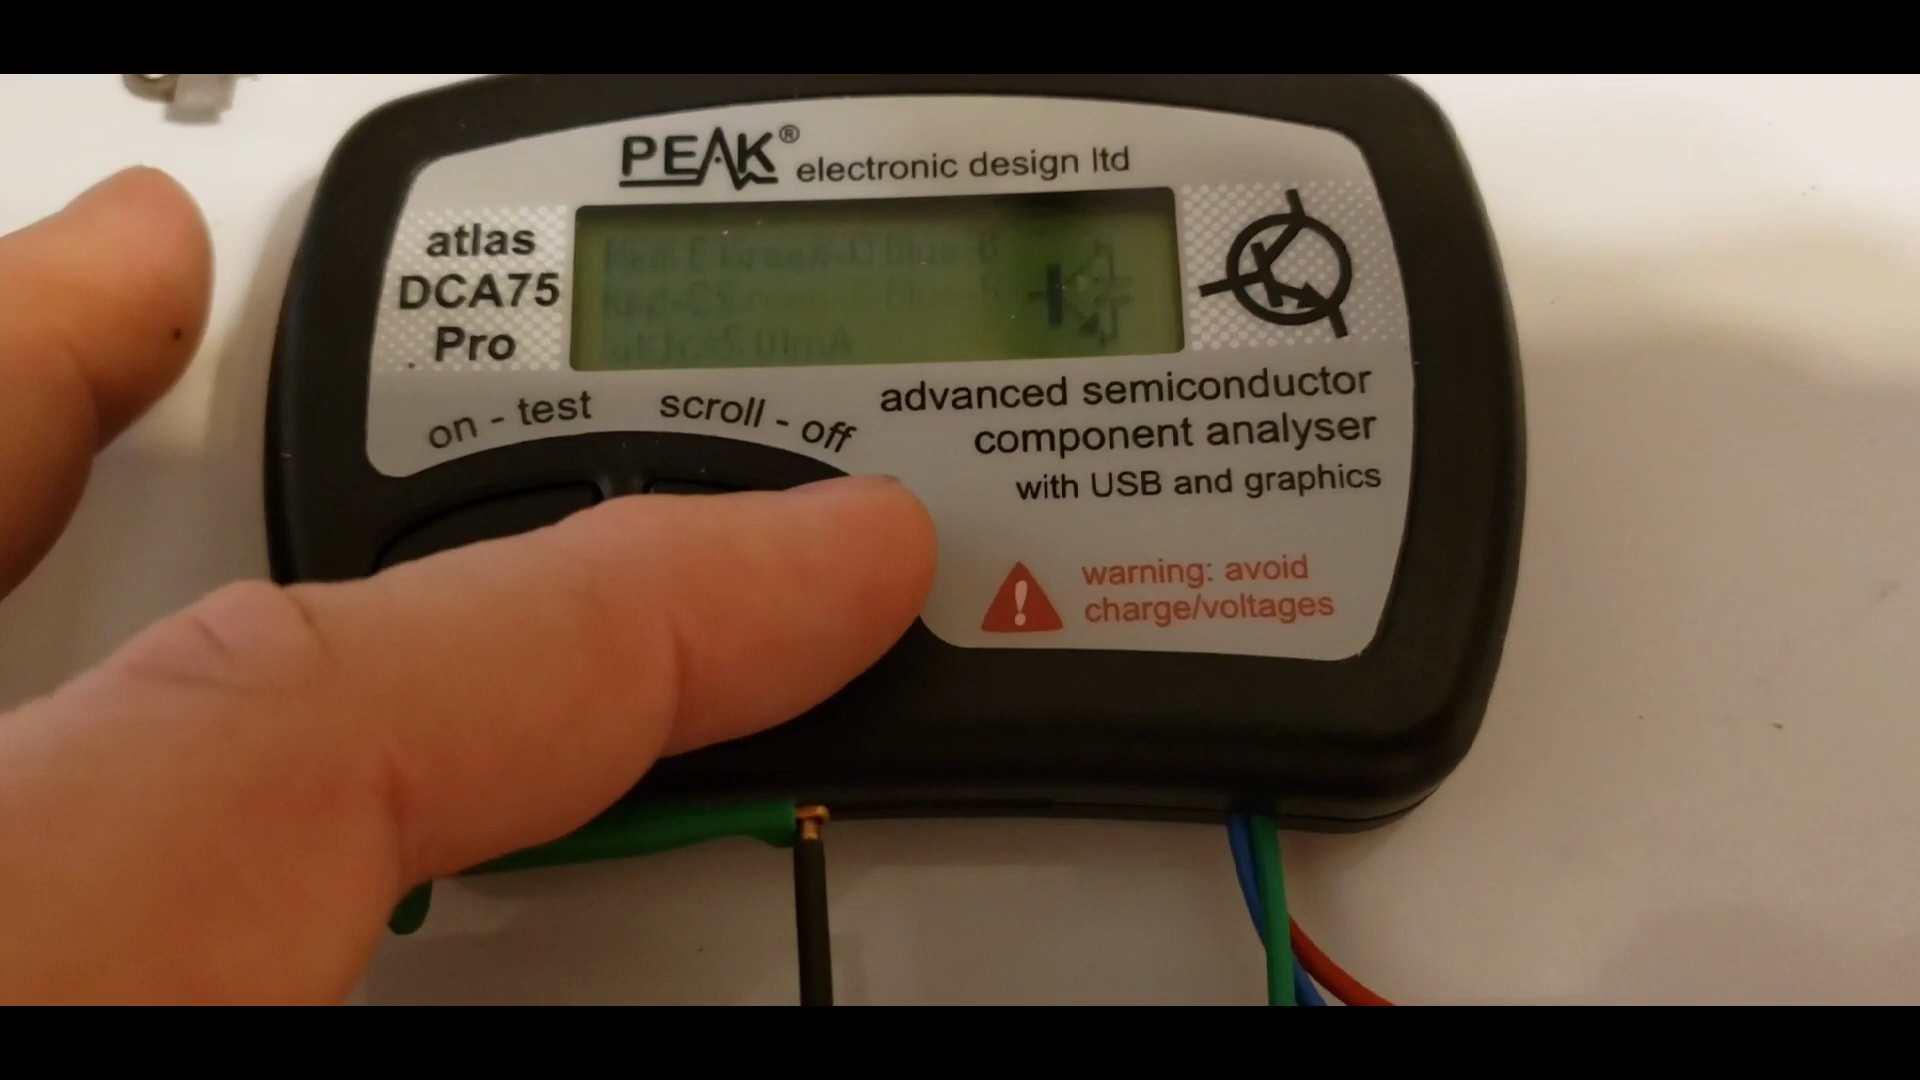 PEAK® electronic design ltd
atlas
DCA75
Pro
on - test
scroll - off
advanced semiconductor
component analyser
with USB and graphics
warning: avoid
charge/voltages